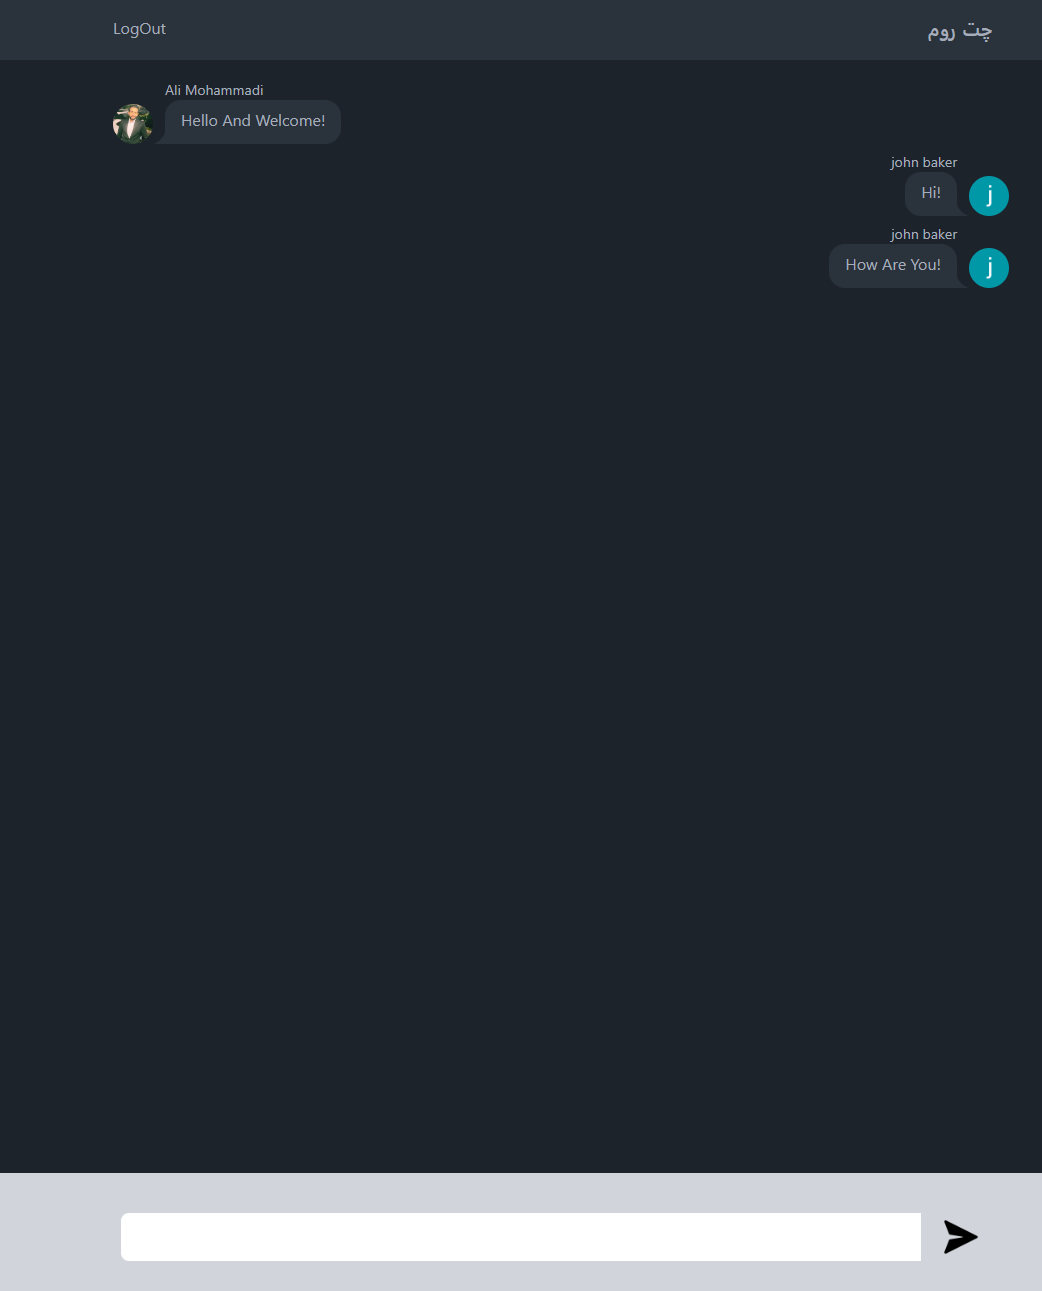 LogOut
چت روم
Ali Mohammadi
Hello And Welcome!
john baker
Hi!
j
john baker
How Are You!
j